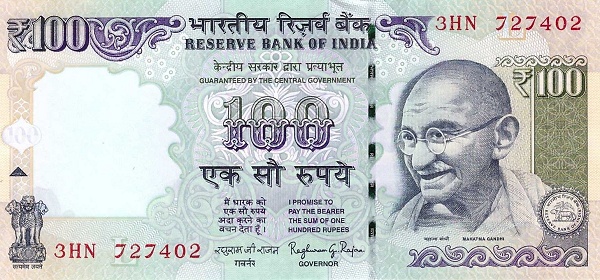 ₹100
भारतीय रिज़र्व बैंक
RESERVE BANK OF INDIA
3HN 727402
केन्द्रीय सरकार द्वारा प्रत्याभूत
GUARANTEED BY THE CENTRAL GOVERNMENT
₹100
100
100
एक सौ रुपये
मैं धारक को
एक सौ रुपये
अदा करने का
वचन देता हूँ।
I PROMISE TO
PAY THE BEARER
THE SUM OF ONE
HUNDRED RUPEES
3HN 727402
रघुराम जी राजन
Raghuram G. Rajan
गवर्नर
GOVERNOR
महात्मा गांधी
MAHATMA GANDHI
सत्यमेव जयते